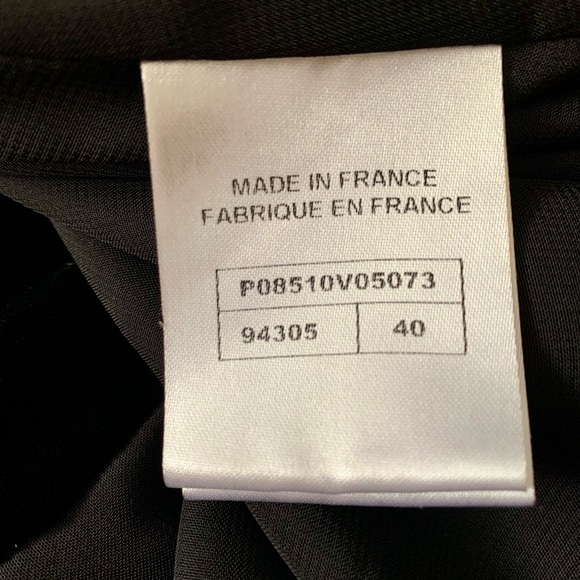 MADE IN FRANCE
FABRIQUE EN FRANCE
P08510V05073
94305 40